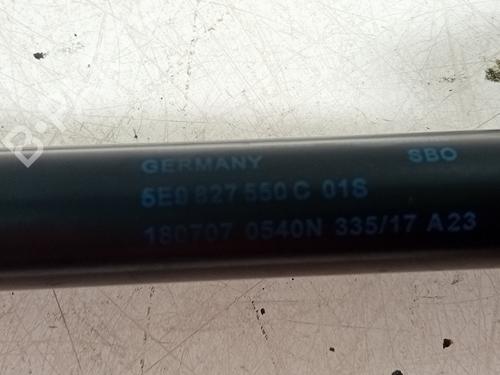 GERMANY SBO
5E0 827 550 C 01S
180707 0540N 335/17 A23